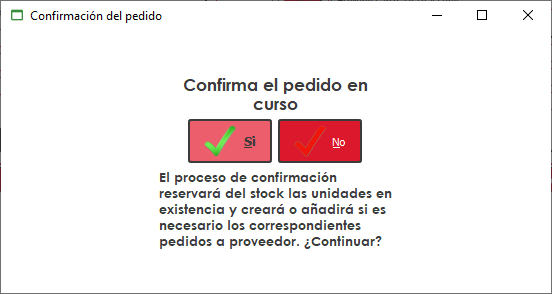 Confirmación del pedido
Confirma el pedido en
curso
Si
No
El proceso de confirmación
reservará del stock las unidades en
existencia y creará o añadirá si es
necesario los correspondientes
pedidos a proveedor. ¿Continuar?